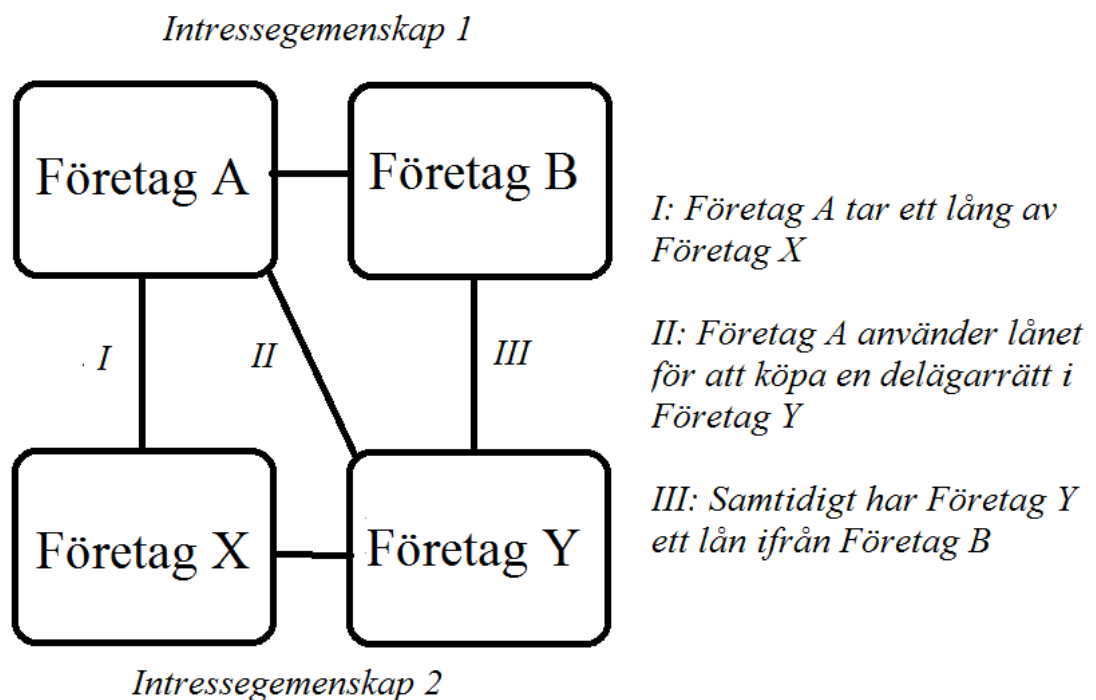 Intressegemenskap 1
Företag A
Företag B
I
II
III
Företag X
Företag Y
Intressegemenskap 2
I: Företag A tar ett lång av
Företag X
II: Företag A använder lånet
för att köpa en delägarrätt i
Företag Y
III: Samtidigt har Företag Y
ett lån ifrån Företag B